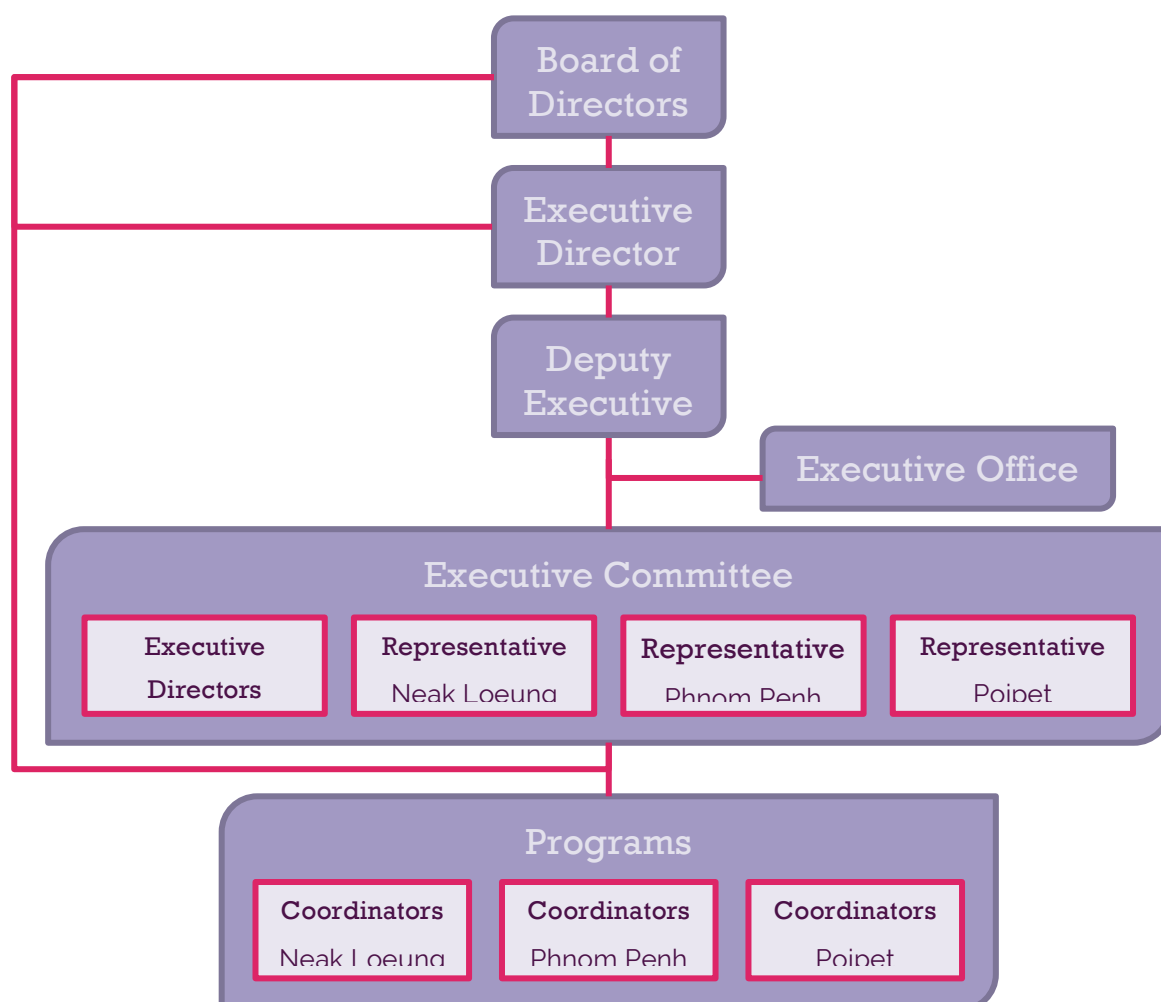 Board of
Directors
Executive
Director
Deputy
Executive
Executive Office
Executive Committee
Executive
Directors
Representative
Neak Loeung
Representative
Phnom Penh
Representative
Poipet
Programs
Coordinators
Neak Loeung
Coordinators
Phnom Penh
Coordinators
Poipet